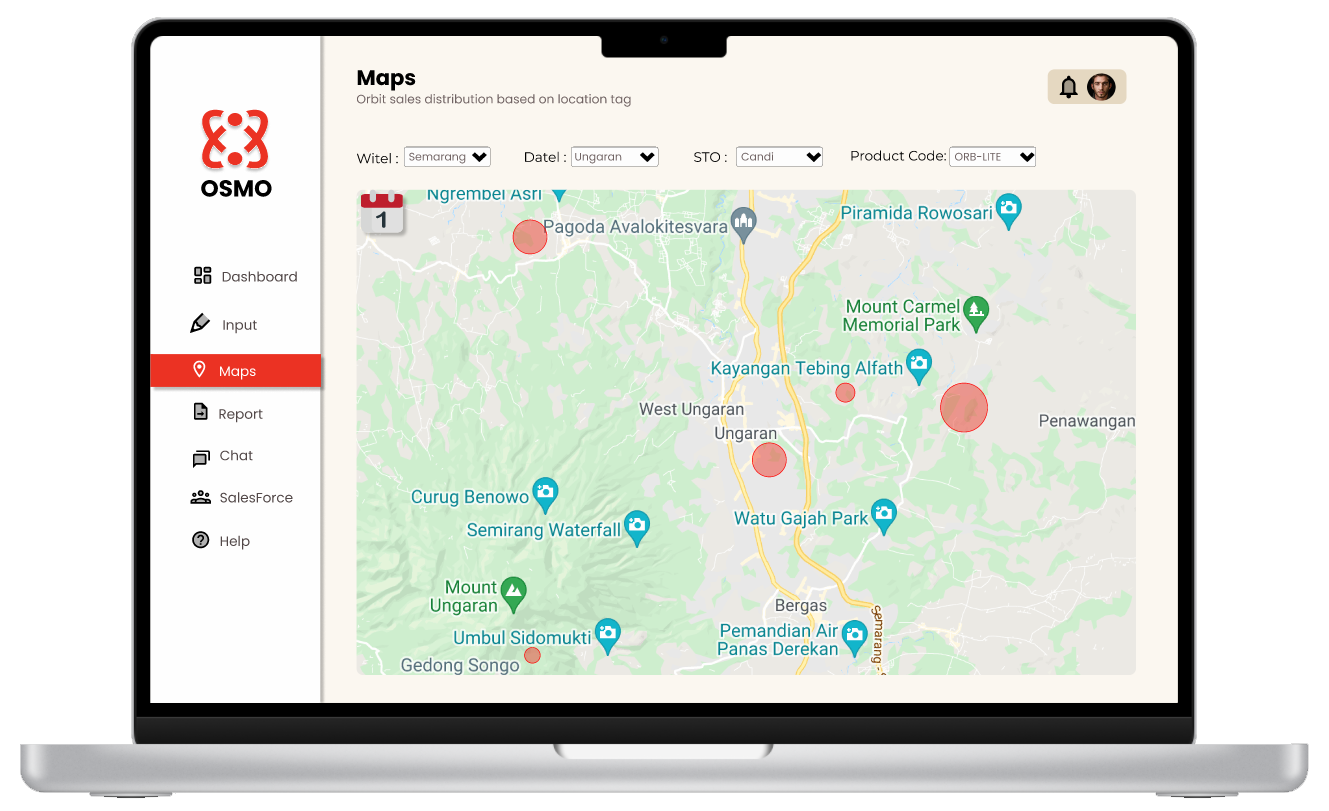 Maps
Orbit sales distribution based on location tag
OSMO
Witel : Semarang
Datel : Ungaran
STO : Candi
Product Code: ORB-LITE
Dashboard
Input
Maps
Report
Chat
SalesForce
Help
1
Ngrembel Asri
Pagoda Avalokitesvara
Piramida Rowosari
Mount Carmel
Memorial Park
Kayangan Tebing Alfath
West Ungaran
Ungaran
Penawangan
Curug Benowo
Semirang Waterfall
Watu Gajah Park
Mount
Ungaran
Bergas
Umbul Sidomukti
Pemandian Air
Panas Derekan
Gedong Songo
Semarang -